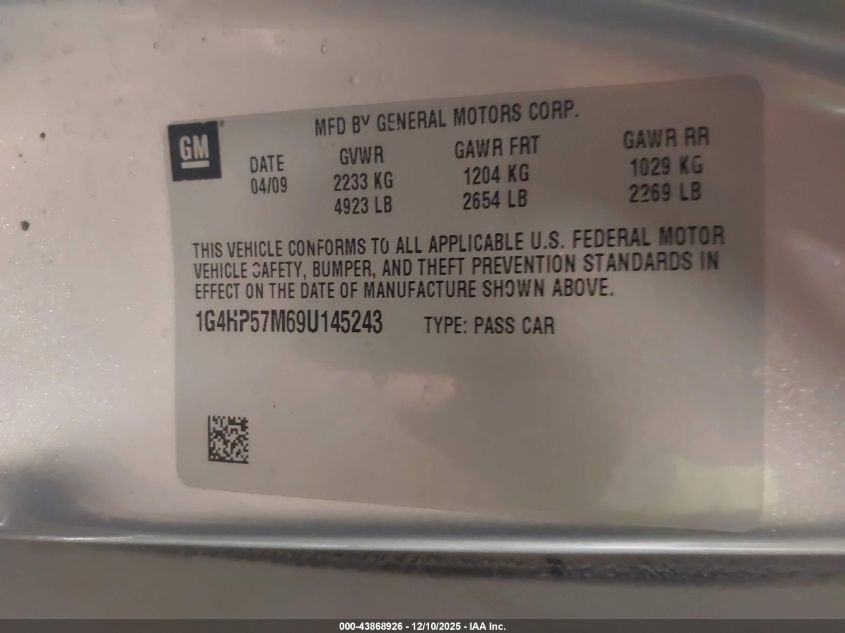 GM
MFD BY GENERAL MOTORS CORP.
DATE GVWR GAWR FRT GAWR RR
04/09 2233 KG 1204 KG 1029 KG
4923 LB 2654 LB 2269 LB
THIS VEHICLE CONFORMS TO ALL APPLICABLE U.S. FEDERAL MOTOR
VEHICLE SAFETY, BUMPER, AND THEFT PREVENTION STANDARDS IN
EFFECT ON THE DATE OF MANUFACTURE SHOWN ABOVE.
1G4HP57M69U145243 TYPE: PASS CAR
000-43868926 - 12/10/2025 - IAA Inc.